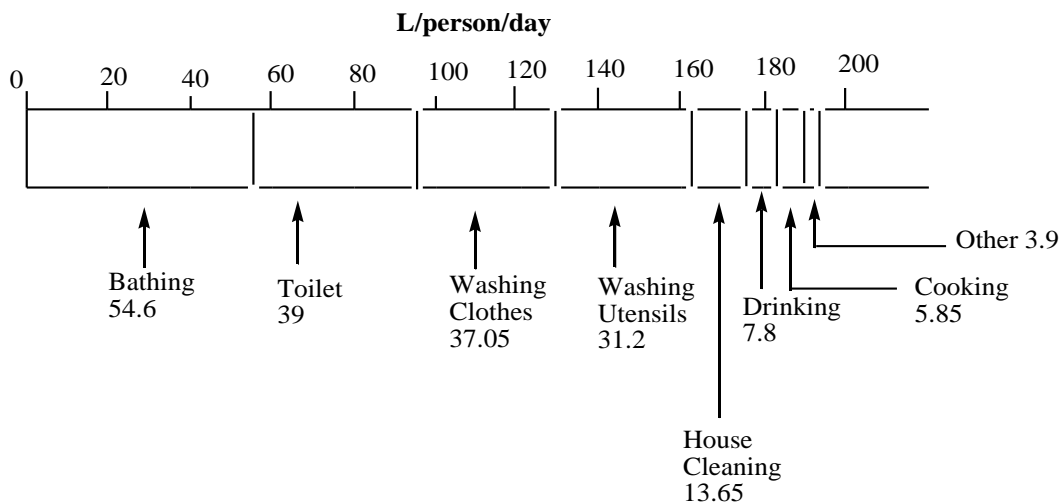 L/person/day
0 20 40 60 80 100 120 140 160 180 200
Other 3.9
Bathing
54.6
Toilet
39
Washing
Clothes
37.05
Washing
Utensils
31.2
Drinking
7.8
Cooking
5.85
House
Cleaning
13.65